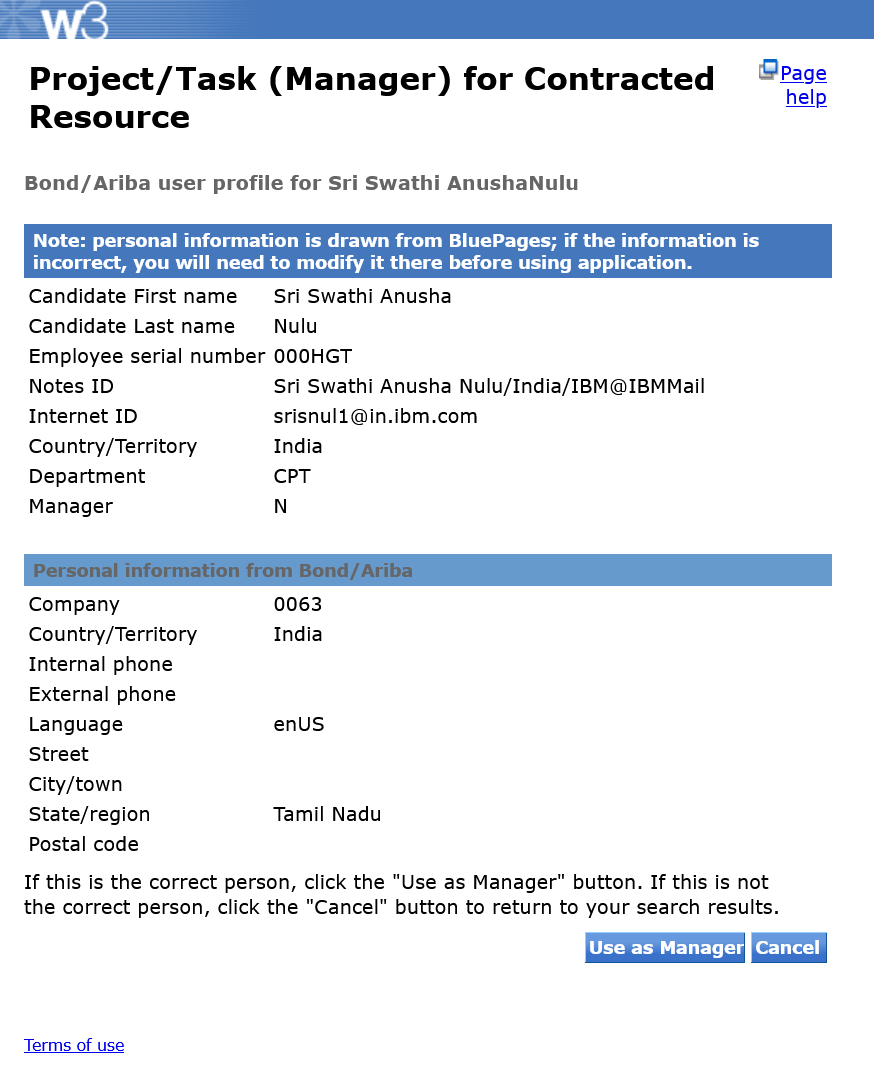 w3
Page
help
Project/Task (Manager) for Contracted
Resource
Bond/Ariba user profile for Sri Swathi AnushaNulu
Note: personal information is drawn from BluePages; if the information is
incorrect, you will need to modify it there before using application.
Candidate First name Sri Swathi Anusha
Candidate Last name Nulu
Employee serial number 000HGT
Notes ID Sri Swathi Anusha Nulu/India/IBM@IBMMail
Internet ID srisnul1@in.ibm.com
Country/Territory India
Department CPT
Manager N
Personal information from Bond/Ariba
Company 0063
Country/Territory India
Internal phone
External phone
Language enUS
Street
City/town
State/region Tamil Nadu
Postal code
If this is the correct person, click the "Use as Manager" button. If this is not
the correct person, click the "Cancel" button to return to your search results.
Use as Manager Cancel
Terms of use